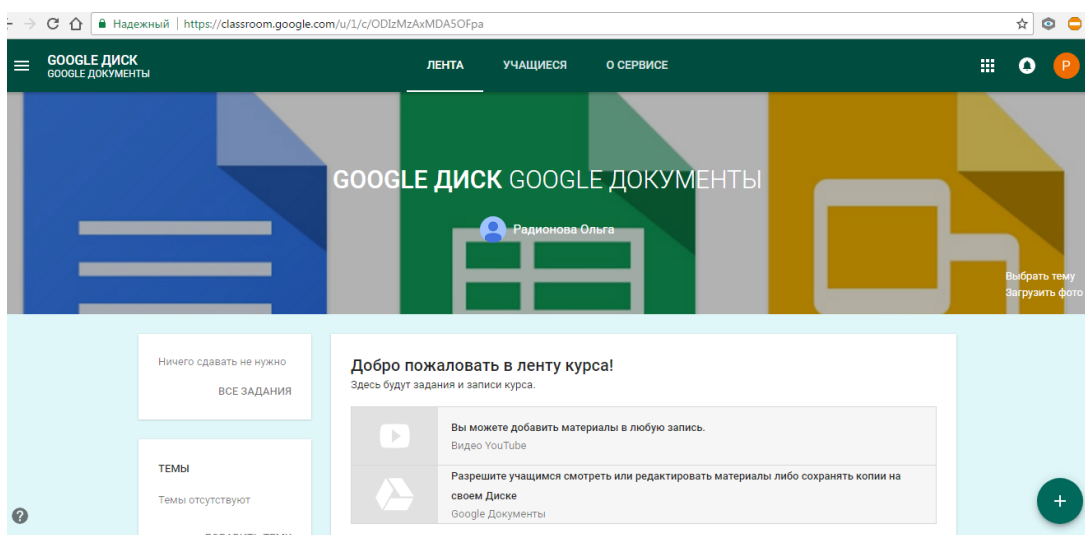 Надежный | https://classroom.google.com/u/1/c/ODIzMzAxMDA5OFpa
GOOGLE ДИСК
GOOGLE ДОКУМЕНТЫ
ЛЕНТА УЧАЩИЕСЯ О СЕРВИСЕ
P
GOOGLE ДИСК GOOGLE ДОКУМЕНТЫ
Радионова Ольга
Выбрать тему
Загрузить фото
Ничего сдавать не нужно
ВСЕ ЗАДАНИЯ
ТЕМЫ
Темы отсутствуют
ДОБАВИТЬ ТЕМУ
Добро пожаловать в ленту курса!
Здесь будут задания и записи курса.
Вы можете добавить материалы в любую запись.
Видео YouTube
Разрешите учащимся смотреть или редактировать материалы либо сохранять копии на
своем Диске
Google Документы